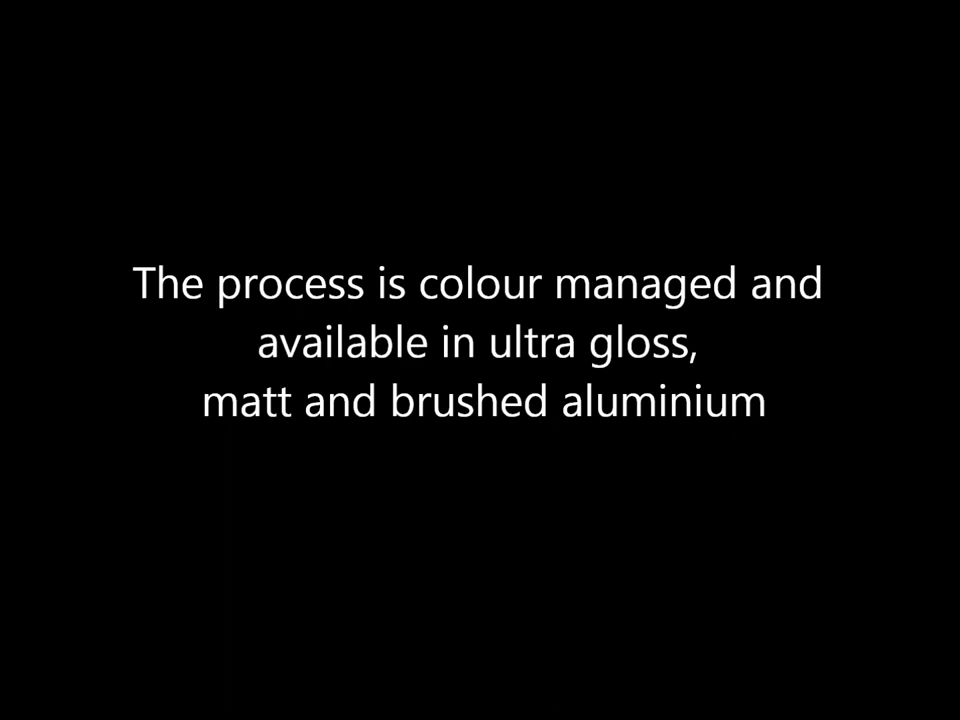 The process is colour managed and
available in ultra gloss,
matt and brushed aluminium